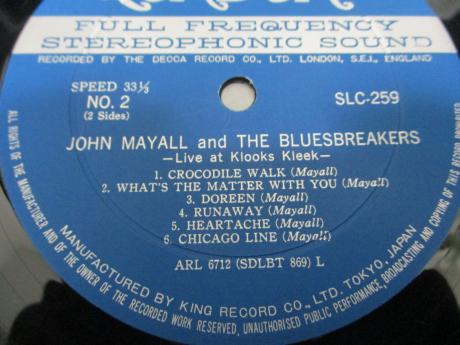 FULL FREQUENCY
STEREOPHONIC SOUND
RECORDED BY THE DECCA RECORD CO., LTD. LONDON, S.E.I., ENGLAND
SPEED 33⅓
NO. 2
(2 Sides)
SLC-259
JOHN MAYALL and THE BLUESBREAKERS
—Live at Klooks Kleek—
1. CROCODILE WALK (Mayall)
2. WHAT'S THE MATTER WITH YOU (Mayall)
3. DOREEN (Mayall)
4. RUNAWAY (Mayall)
5. HEARTACHE (Mayall)
6. CHICAGO LINE (Mayall)
ARL 6712 (SDLBT 869) L
MANUFACTURED BY KING RECORD CO., LTD. TOKYO, JAPAN
ALL RIGHTS OF THE MANUFACTURER AND OF THE OWNER OF THE RECORDED WORK RESERVED, UNAUTHORISED PUBLIC PERFORMANCE, BROADCASTING AND COPYING OF THIS RECORD PROHIBITED